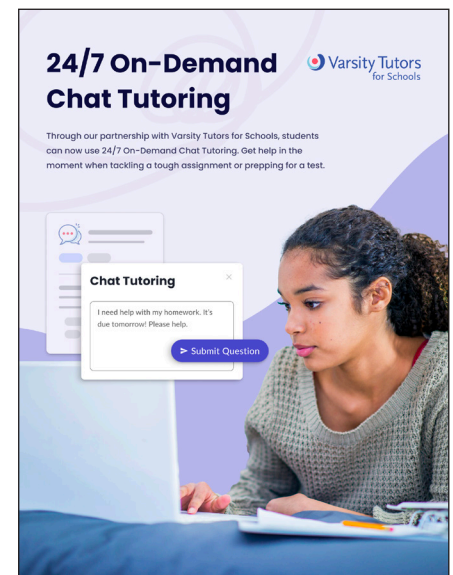 24/7 On-Demand
Chat Tutoring
Varsity Tutors
for Schools
Through our partnership with Varsity Tutors for Schools, students
can now use 24/7 On-Demand Chat Tutoring. Get help in the
moment when tackling a tough assignment or prepping for a test.
Chat Tutoring
I need help with my homework. It's
due tomorrow! Please help.
Submit Question